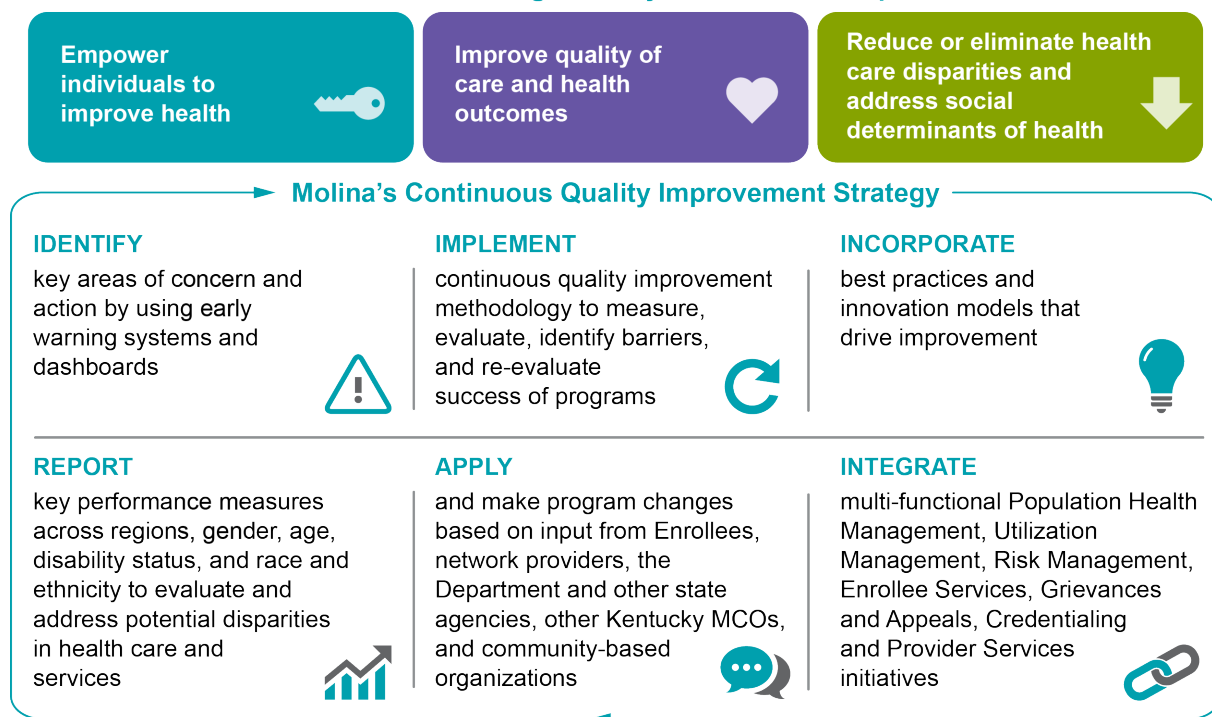 Empower
individuals to
improve health
Improve quality of
care and health
outcomes
Reduce or eliminate health
care disparities and
address social
determinants of health
Molina’s Continuous Quality Improvement Strategy
IDENTIFY
key areas of concern and
action by using early
warning systems and
dashboards
IMPLEMENT
continuous quality improvement
methodology to measure,
evaluate, identify barriers,
and re-evaluate
success of programs
INCORPORATE
best practices and
innovation models that
drive improvement
REPORT
key performance measures
across regions, gender, age,
disability status, and race and
ethnicity to evaluate and
address potential disparities
in health care and
services
APPLY
and make program changes
based on input from Enrollees,
network providers, the
Department and other state
agencies, other Kentucky MCOs,
and community-based
organizations
INTEGRATE
multi-functional Population Health
Management, Utilization
Management, Risk Management,
Enrollee Services, Grievances
and Appeals, Credentialing
and Provider Services
initiatives